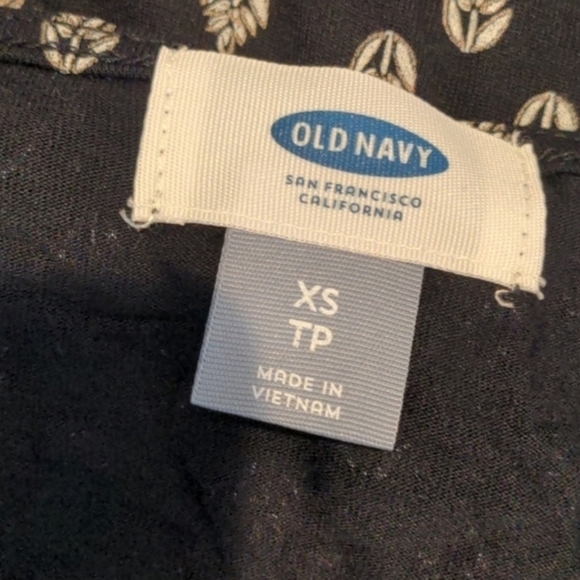 OLD NAVY
SAN FRANCISCO
CALIFORNIA
XS
TP
MADE IN
VIETNAM